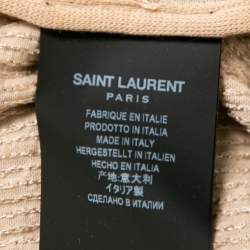 SAINT LAURENT
PARIS
FABRIQUE EN ITALIE
PRODOTTO IN ITALIA
MADE IN ITALY
HERGESTELLT IN ITALIEN
HECHO EN ITALIA
产地:意大利
イタリア製
СДЕЛАНО В ИТАЛИИ